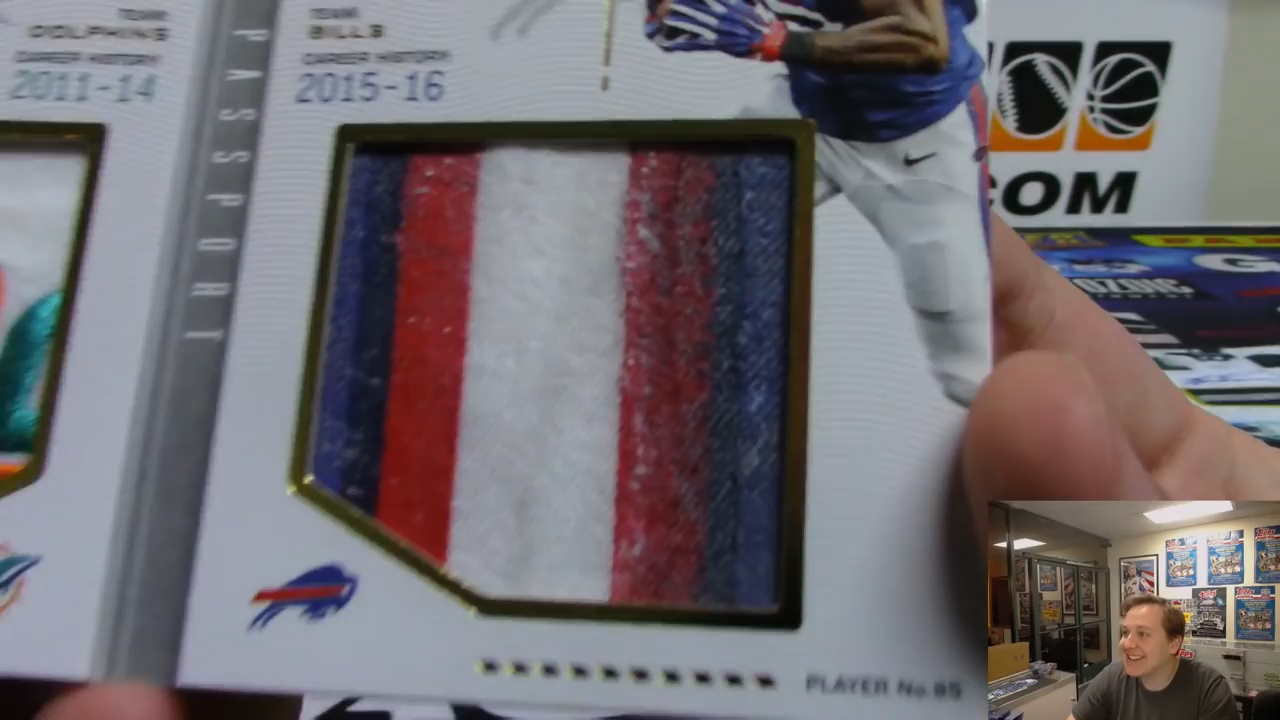 TEAM
DOLPHINS
CAREER HISTORY
2011-14
PASSPORT
TEAM
BILLS
CAREER HISTORY
2015-16
PLAYER No.85
COM